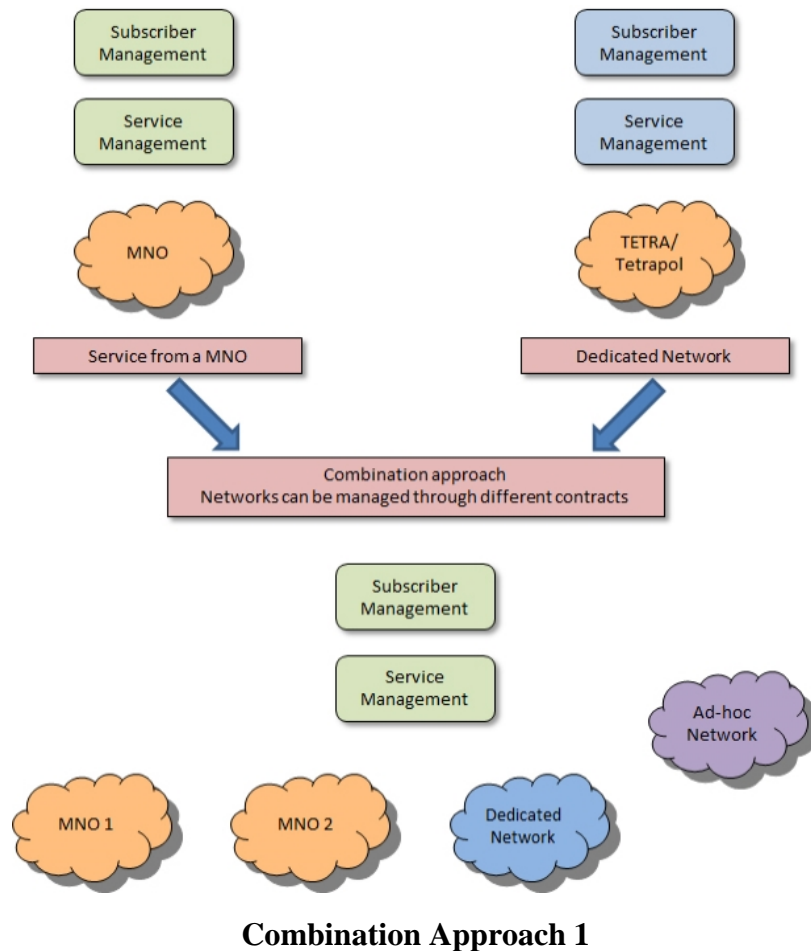 Subscriber
Management
Subscriber
Management
Service
Management
Service
Management
MNO
TETRA/
Tetrapol
Service from a MNO
Dedicated Network
Combination approach
Networks can be managed through different contracts
Subscriber
Management
Service
Management
Ad-hoc
Network
MNO 1
MNO 2
Dedicated
Network
Combination Approach 1